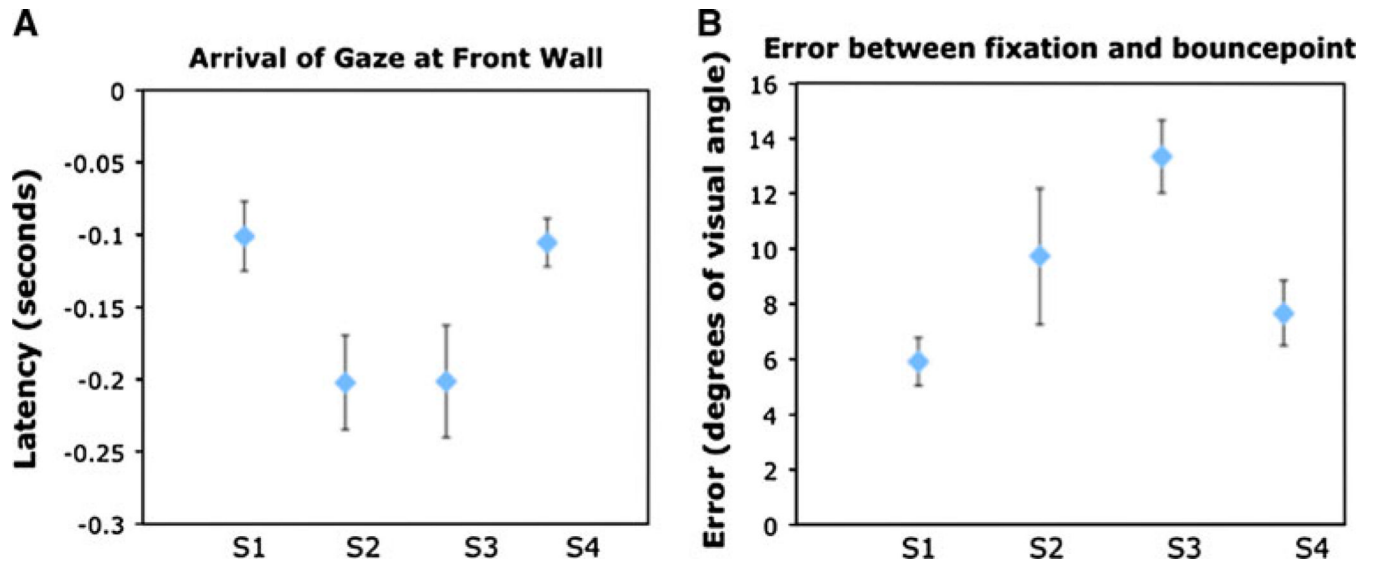 A
Arrival of Gaze at Front Wall
Latency (seconds)
0
-0.05
-0.1
-0.15
-0.2
-0.25
-0.3
S1 S2 S3 S4
B
Error between fixation and bouncepoint
Error (degrees of visual angle)
16
14
12
10
8
6
4
2
0
S1 S2 S3 S4